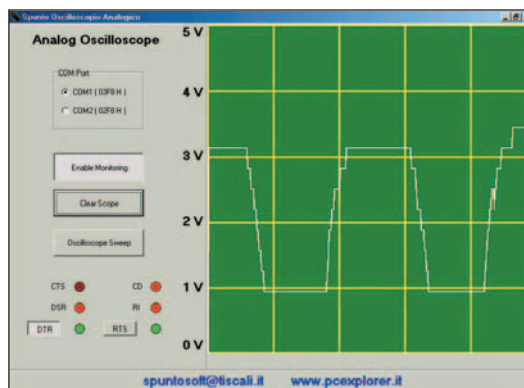 Spunto Oscilloscopio Analogico
Analog Oscilloscope
COM Port
COM1 ( 03F8 H )
COM2 ( 02F8 H )
Enable Monitoring
Clear Scope
Oscilloscope Sweep
CTS CD
DSR RI
DTR RTS
5 V
4 V
3 V
2 V
1 V
0 V
spuntosoft@tiscali.it www.pcexplorer.it